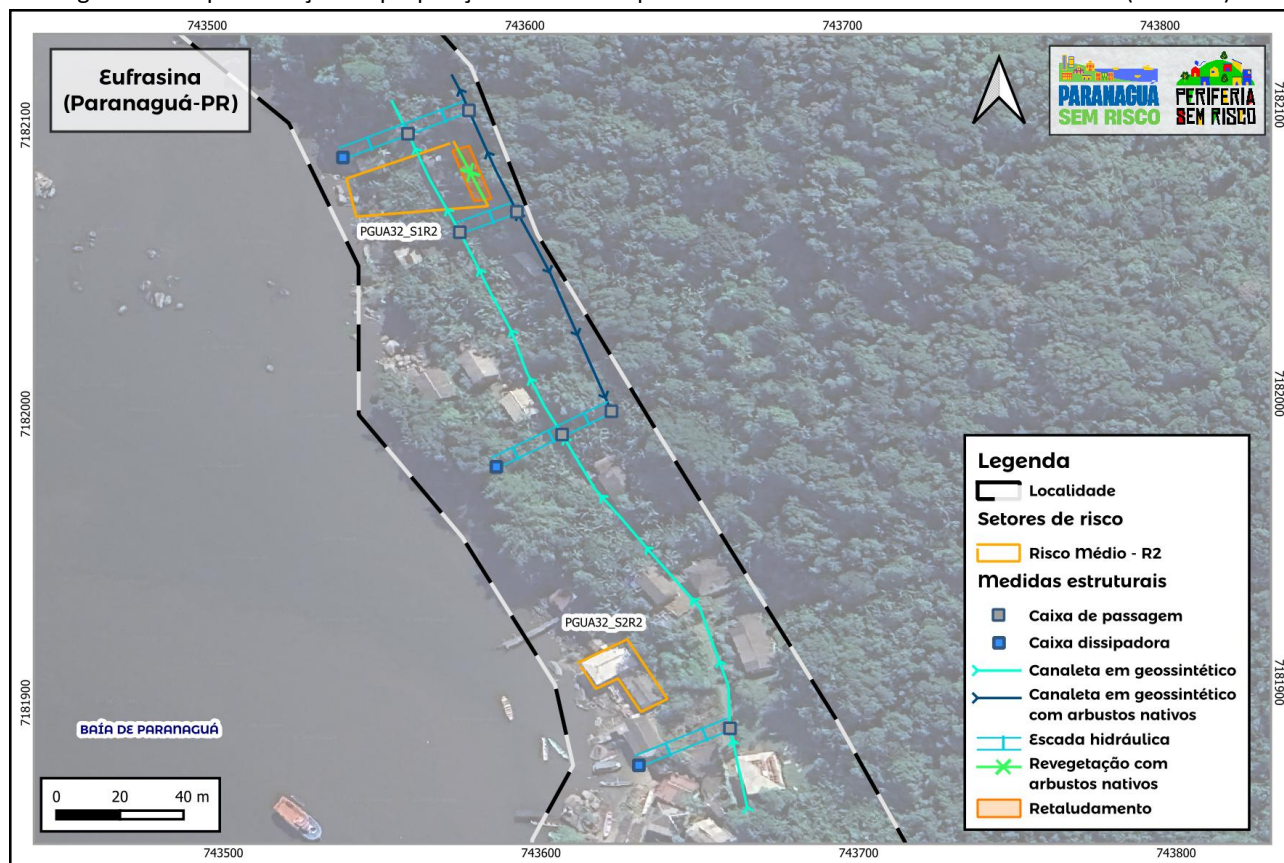 743500
743600
743700
743800
Eufrasina
(Paranaguá-PR)
PARANAGUÁ
SEM RISCO
PERIFERIA
SEM RISCO
7182100
7182100
PGUA32_S1R2
7182000
7182000
Legenda
Localidade
Setores de risco
Risco Médio - R2
Medidas estruturais
Caixa de passagem
Caixa dissipadora
Canaleta em geossintético
Canaleta em geossintético
com arbustos nativos
Escada hidráulica
Revegetação com
arbustos nativos
Retaludamento
PGUA32_S2R2
7181900
7181900
BAÍA DE PARANAGUÁ
0 20 40 m
743500
743600
743700
743800